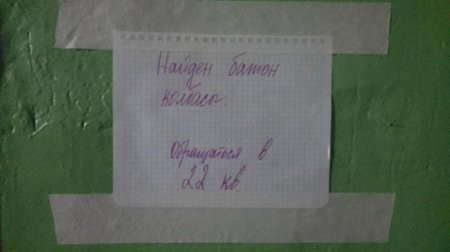 Найден батон
колбасы.
Обращаться в
22 кв